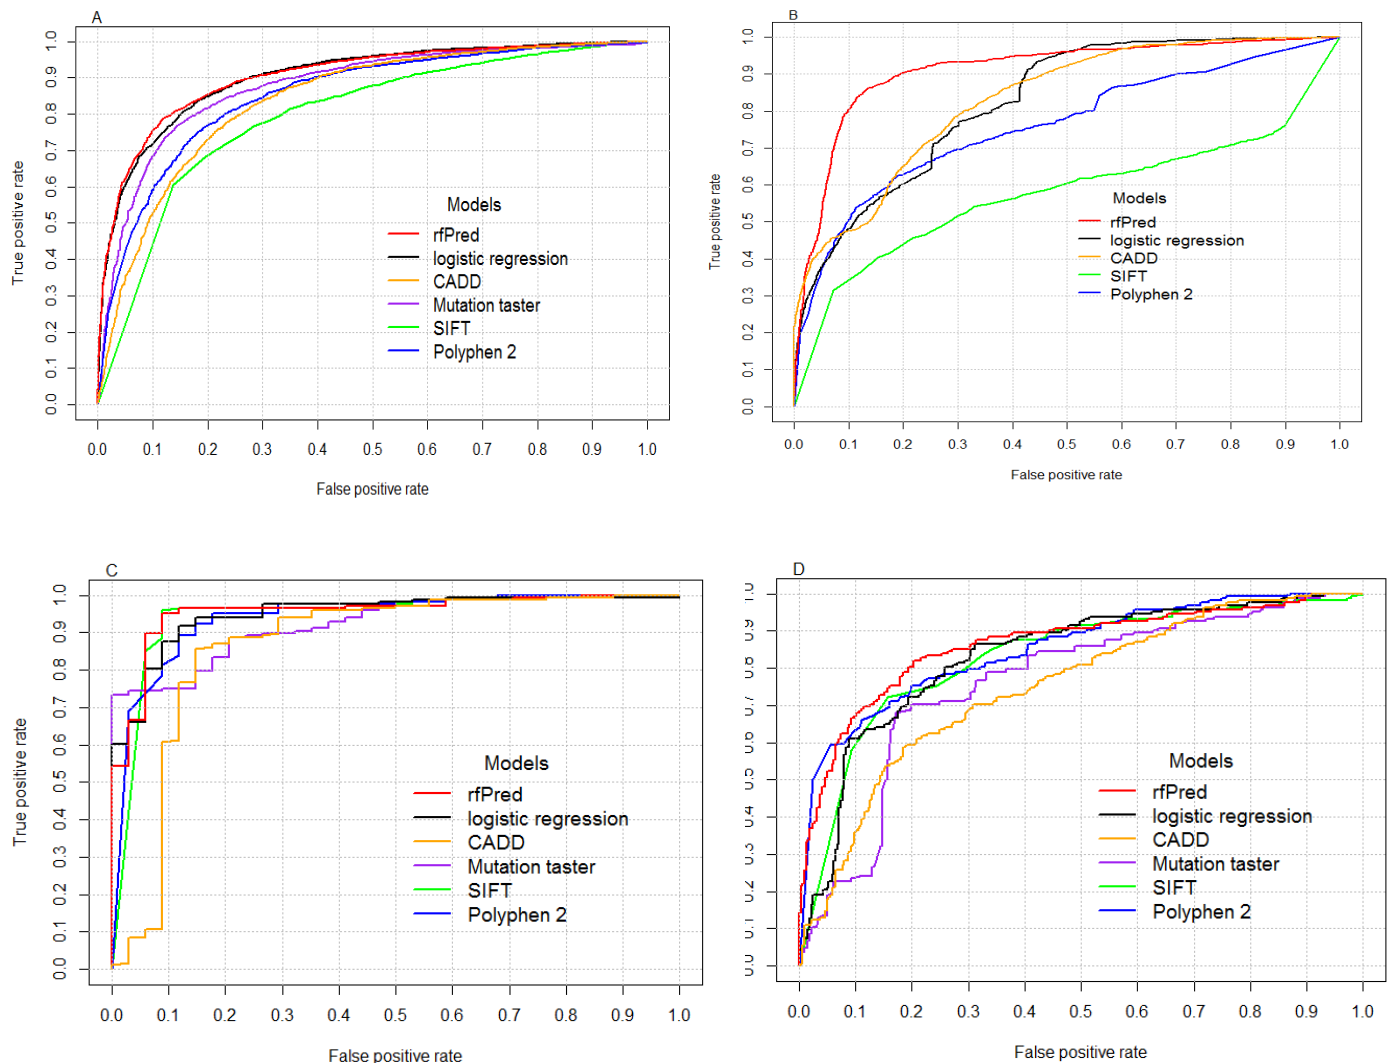 A
True positive rate
0.0 0.1 0.2 0.3 0.4 0.5 0.6 0.7 0.8 0.9 1.0
Models
rfPred
logistic regression
CADD
Mutation taster
SIFT
Polyphen 2
0.0 0.1 0.2 0.3 0.4 0.5 0.6 0.7 0.8 0.9 1.0
False positive rate
B
True positive rate
0.0 0.1 0.2 0.3 0.4 0.5 0.6 0.7 0.8 0.9 1.0
Models
rfPred
logistic regression
CADD
SIFT
Polyphen 2
0.0 0.1 0.2 0.3 0.4 0.5 0.6 0.7 0.8 0.9 1.0
False positive rate
C
True positive rate
0.0 0.1 0.2 0.3 0.4 0.5 0.6 0.7 0.8 0.9 1.0
Models
rfPred
logistic regression
CADD
Mutation taster
SIFT
Polyphen 2
0.0 0.1 0.2 0.3 0.4 0.5 0.6 0.7 0.8 0.9 1.0
False positive rate
D
Models
rfPred
logistic regression
CADD
Mutation taster
SIFT
Polyphen 2
0.0 0.1 0.2 0.3 0.4 0.5 0.6 0.7 0.8 0.9 1.0
False positive rate